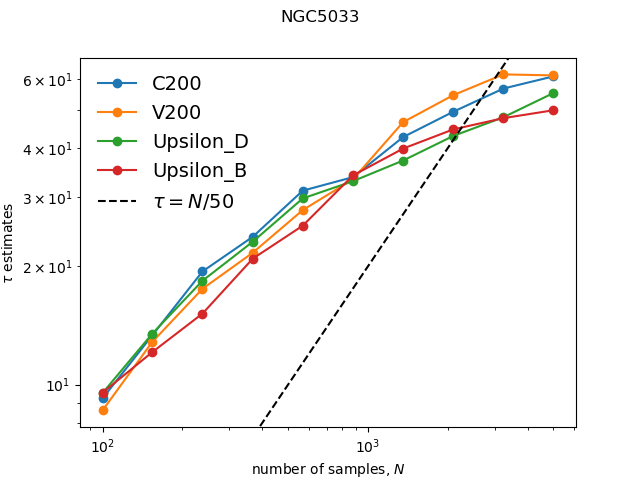 NGC5033
C200
V200
Upsilon_D
Upsilon_B
τ = N/50
6 × 10¹
4 × 10¹
3 × 10¹
2 × 10¹
10¹
τ estimates
10² 10³
number of samples, N